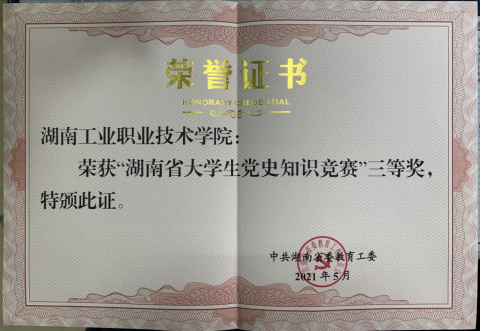 荣誉证书
HONORARY CREDENTIAL
湖南工业职业技术学院：
荣获“湖南省大学生党史知识竞赛”三等奖，
特颁此证。
中共湖南省委教育工委
2021年5月